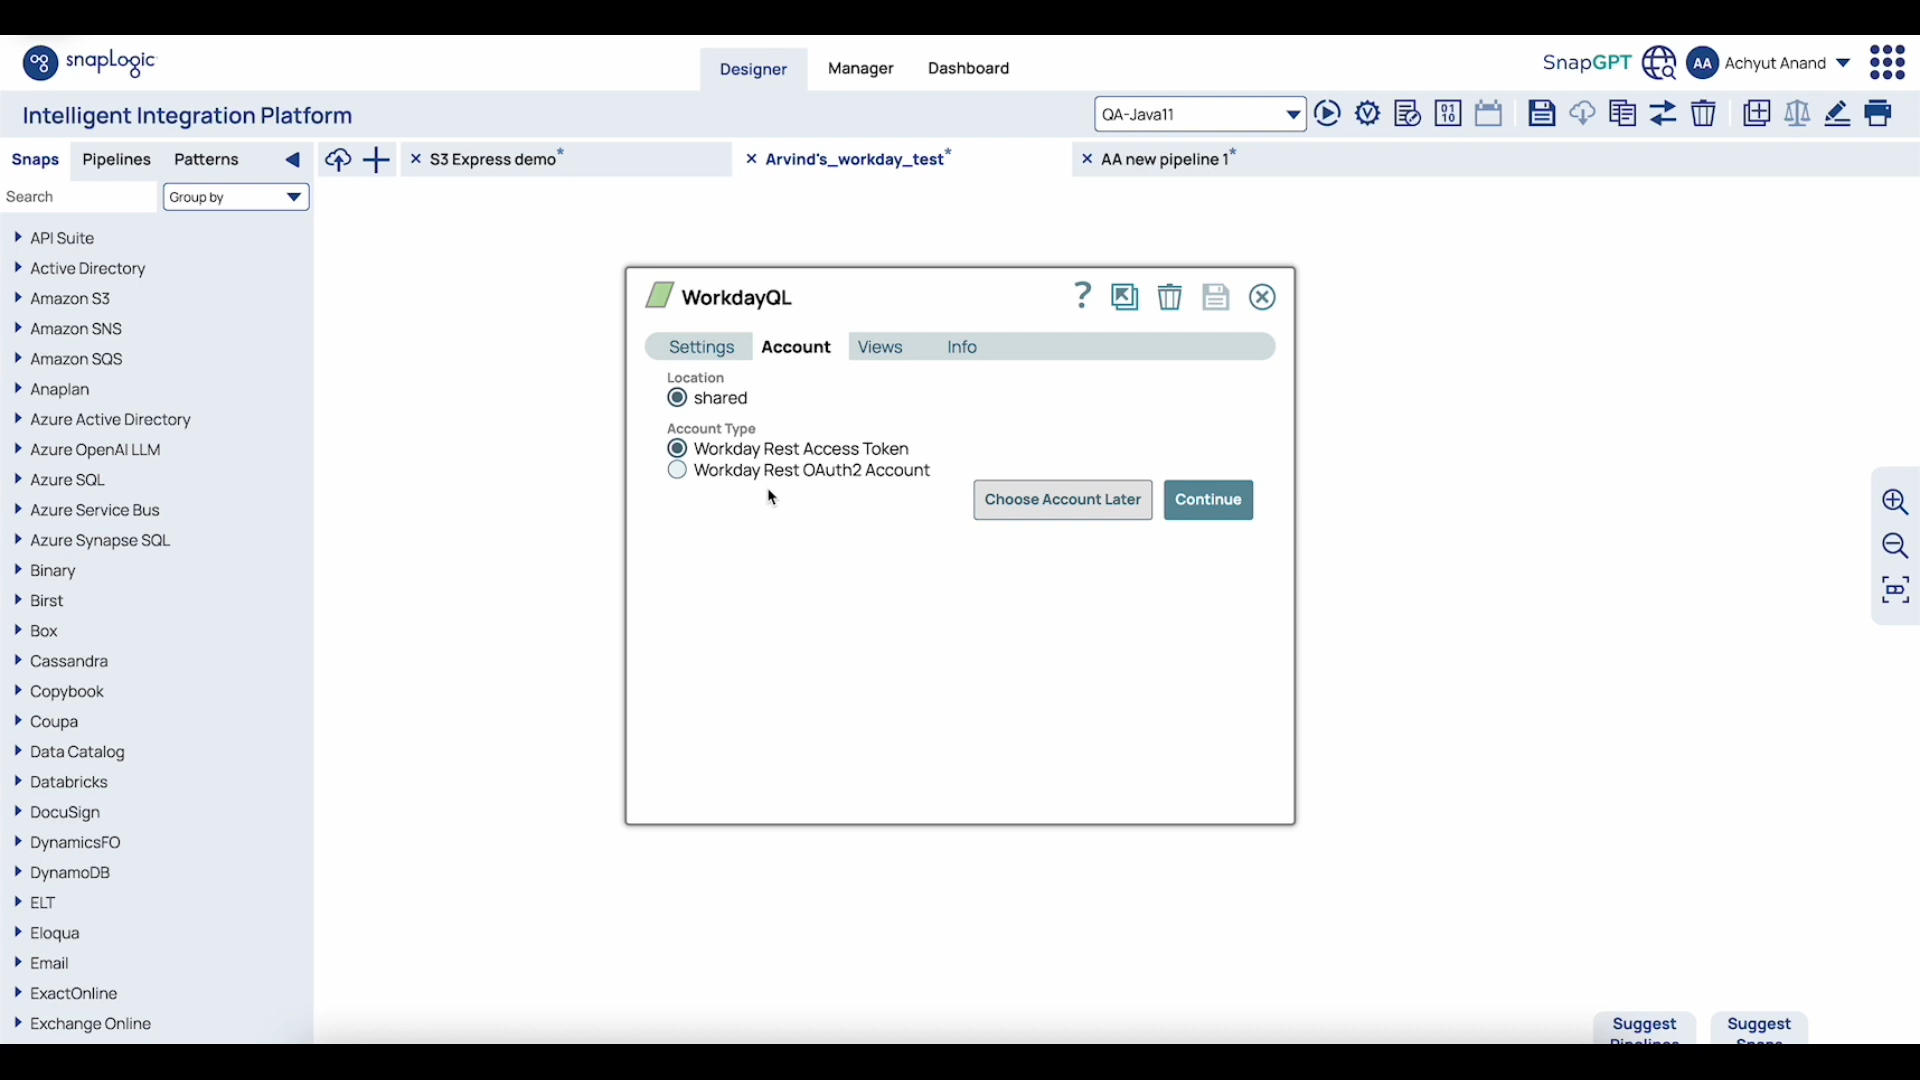 snapLogic
Designer
Manager
Dashboard
SnapGPT
AA
Achyut Anand
Intelligent Integration Platform
QA-Java11
Snaps
Pipelines
Patterns
S3 Express demo*
Arvind's_workday_test*
AA new pipeline 1*
Search
Group by
API Suite
Active Directory
Amazon S3
Amazon SNS
Amazon SQS
Anaplan
Azure Active Directory
Azure OpenAI LLM
Azure SQL
Azure Service Bus
Azure Synapse SQL
Binary
Birst
Box
Cassandra
Copybook
Coupa
Data Catalog
Databricks
DocuSign
DynamicsFO
DynamoDB
ELT
Eloqua
Email
ExactOnline
Exchange Online
WorkdayQL
Settings
Account
Views
Info
Location
shared
Account Type
Workday Rest Access Token
Workday Rest OAuth2 Account
Choose Account Later
Continue
Suggest
Pipelines
Suggest
Snaps